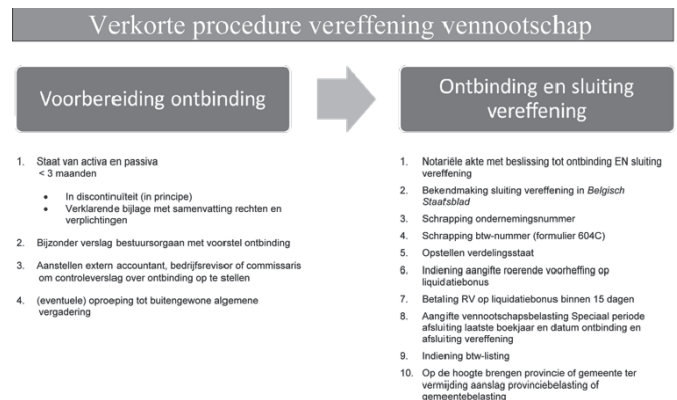 Verkorte procedure vereffening vennootschap
Voorbereiding ontbinding
1. Staat van activa en passiva
< 3 maanden
• In discontinuïteit (in principe)
• Verklarende bijlage met samenvatting rechten en
verplichtingen
2. Bijzonder verslag bestuursorgaan met voorstel ontbinding
3. Aanstellen extern accountant, bedrijfsrevisor of commissaris
om controleverslag over ontbinding op te stellen
4. (eventuele) oproeping tot buitengewone algemene
vergadering
Ontbinding en sluiting
vereffening
1. Notariële akte met beslissing tot ontbinding EN sluiting
vereffening
2. Bekendmaking sluiting vereffening in Belgisch
Staatsblad
3. Schrapping ondernemingsnummer
4. Schrapping btw-nummer (formulier 604C)
5. Opstellen verdelingsstaat
6. Indiening aangifte roerende voorheffing op
liquidatiebonus
7. Betaling RV op liquidatiebonus binnen 15 dagen
8. Aangifte vennootschapsbelasting Speciaal periode
afsluiting laatste boekjaar en datum ontbinding en
afsluiting vereffening
9. Indiening btw-listing
10. Op de hoogte brengen provincie of gemeente ter
vermijding aanslag provinciebelasting of
gemeentebelasting